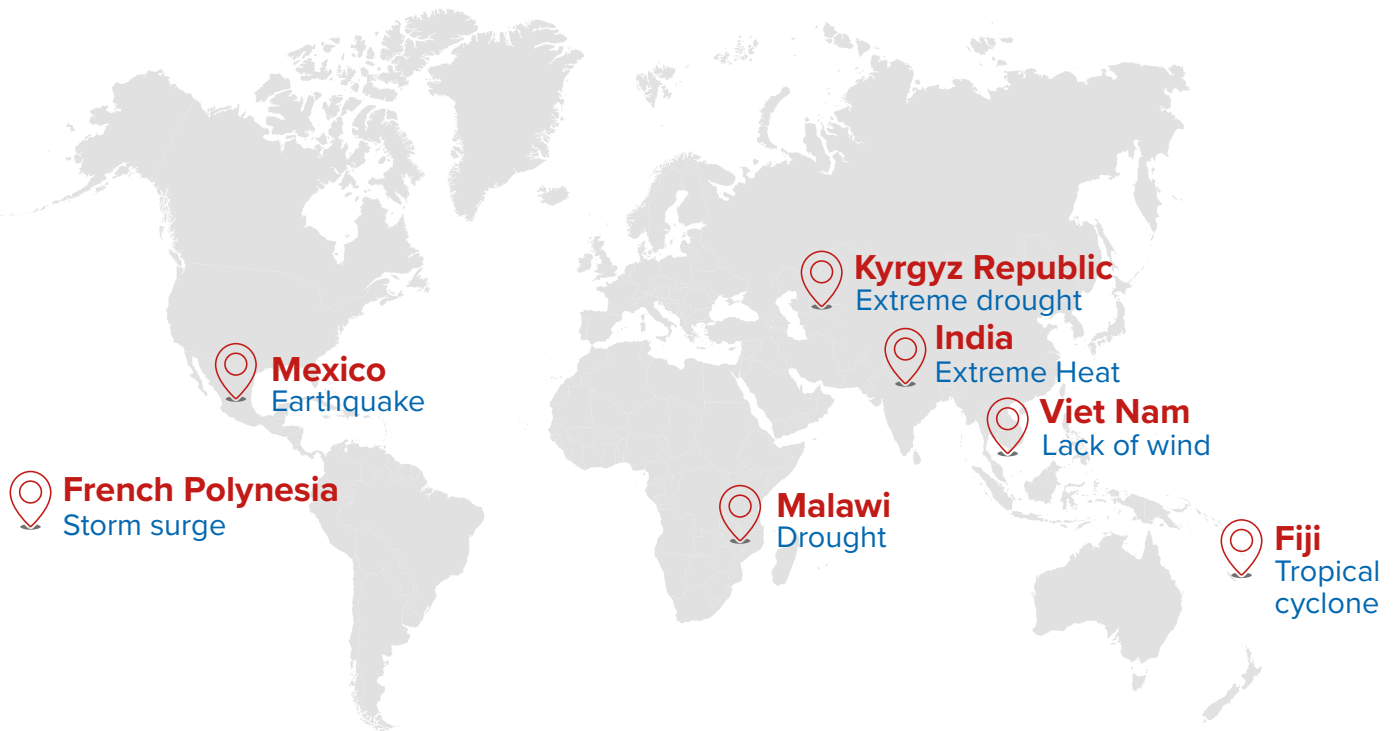 Kyrgyz Republic
Extreme drought
India
Extreme Heat
Mexico
Earthquake
Viet Nam
Lack of wind
French Polynesia
Storm surge
Malawi
Drought
Fiji
Tropical
cyclone